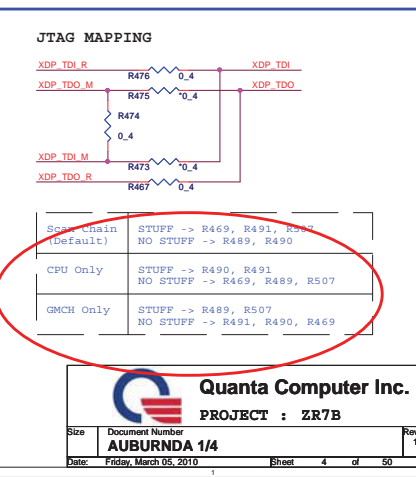 JTAG MAPPING
XDP_TDI_R
R476
0_4
XDP_TDI
XDP_TDO_M
R475
*0_4
XDP_TDO
R474
0_4
XDP_TDI_M
R473
*0_4
XDP_TDO_R
R467
0_4
Scan Chain (Default)
STUFF -> R469, R491, R507
NO STUFF -> R489, R490
CPU Only
STUFF -> R490, R491
NO STUFF -> R469, R489, R507
GMCH Only
STUFF -> R489, R507
NO STUFF -> R491, R490, R469
Quanta Computer Inc.
PROJECT : ZR7B
Size
Document Number
Rev
AUBURNDA 1/4
1
Date: Friday, March 05, 2010 Sheet 4 of 50
1